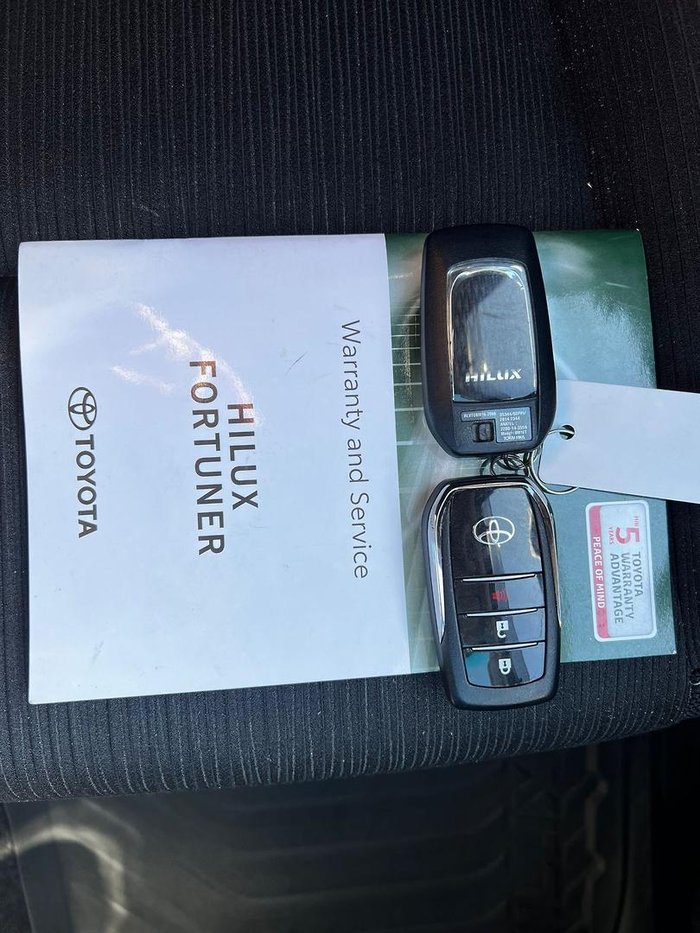 Warranty and Service
HILUX
FORTUNER
TOYOTA
HILUX
5
YEARS
TOYOTA
WARRANTY
ADVANTAGE
PEACE OF MIND